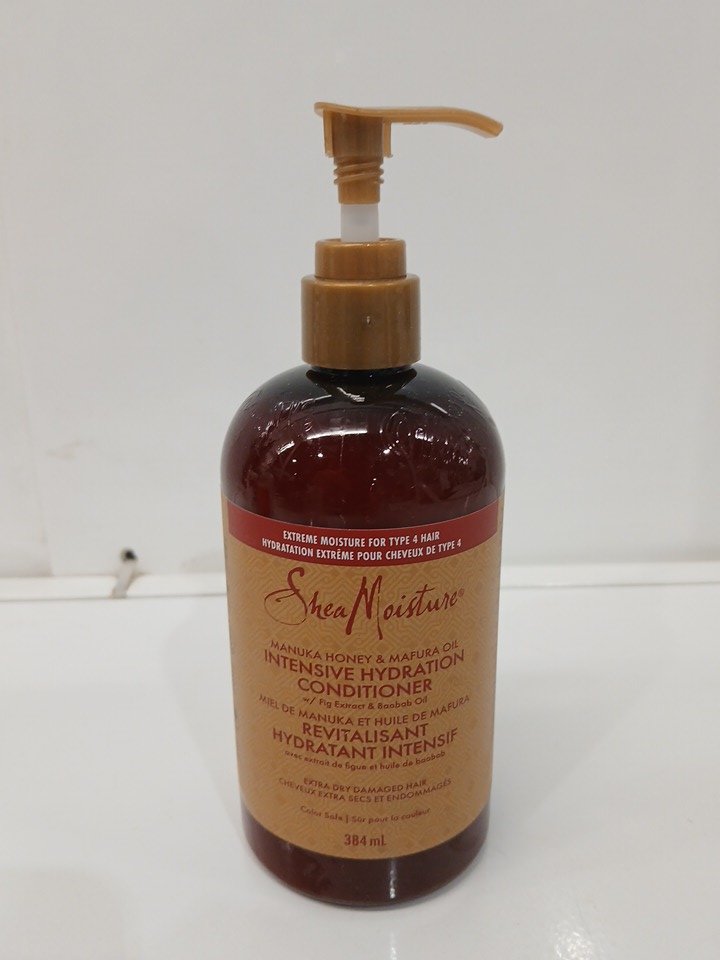 EXTREME MOISTURE FOR TYPE 4 HAIR
HYDRATATION EXTRÊME POUR CHEVEUX DE TYPE 4
SheaMoisture®
MANUKA HONEY & MAFURA OIL
INTENSIVE HYDRATION
CONDITIONER
w/ Fig Extract & Baobab Oil
MIEL DE MANUKA ET HUILE DE MAFURA
REVITALISANT
HYDRATANT INTENSIF
avec extrait de figue et huile de baobab
EXTRA DRY DAMAGED HAIR
CHEVEUX EXTRA SECS ET ENDOMMAGÉS
Color Safe | Sûr pour la couleur
384 mL